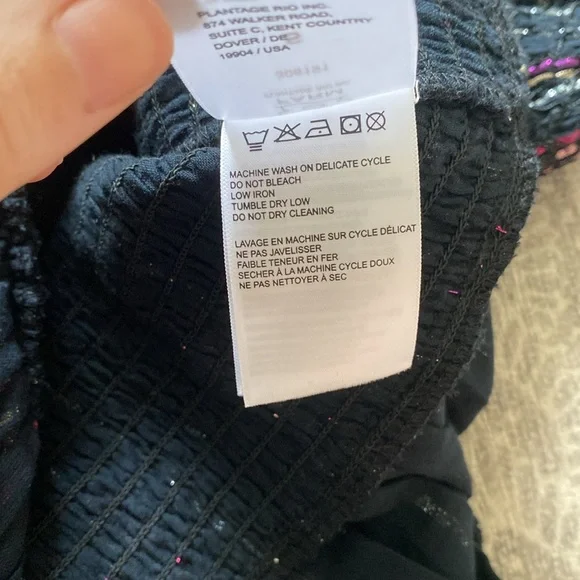 PLANTAGE RIO INC.
874 WALKER ROAD,
SUITE C, KENT COUNTRY
DOVER / DE
19904 / USA
MACHINE WASH ON DELICATE CYCLE
DO NOT BLEACH
LOW IRON
TUMBLE DRY LOW
DO NOT DRY CLEANING
LAVAGE EN MACHINE SUR CYCLE DÉLICAT
NE PAS JAVELISER
FAIBLE TENEUR EN FER
SECHER À LA MACHINE CYCLE DOUX
NE PAS NETTOYER À SEC